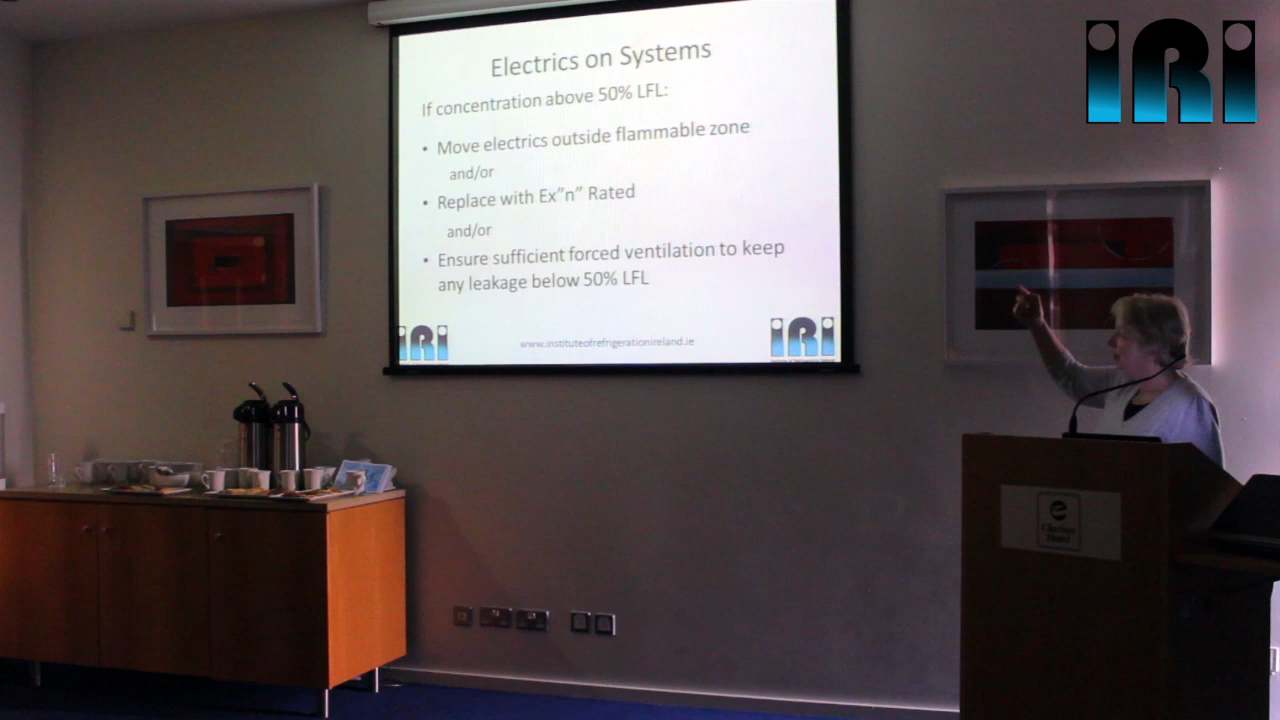 Electrics on Systems
If concentration above 50% LFL:
• Move electrics outside flammable zone
and/or
• Replace with Ex”n” Rated
and/or
• Ensure sufficient forced ventilation to keep
any leakage below 50% LFL
iRi
www.instituteofrefrigerationireland.ie
iRi
iRi
Clarion
Hotel